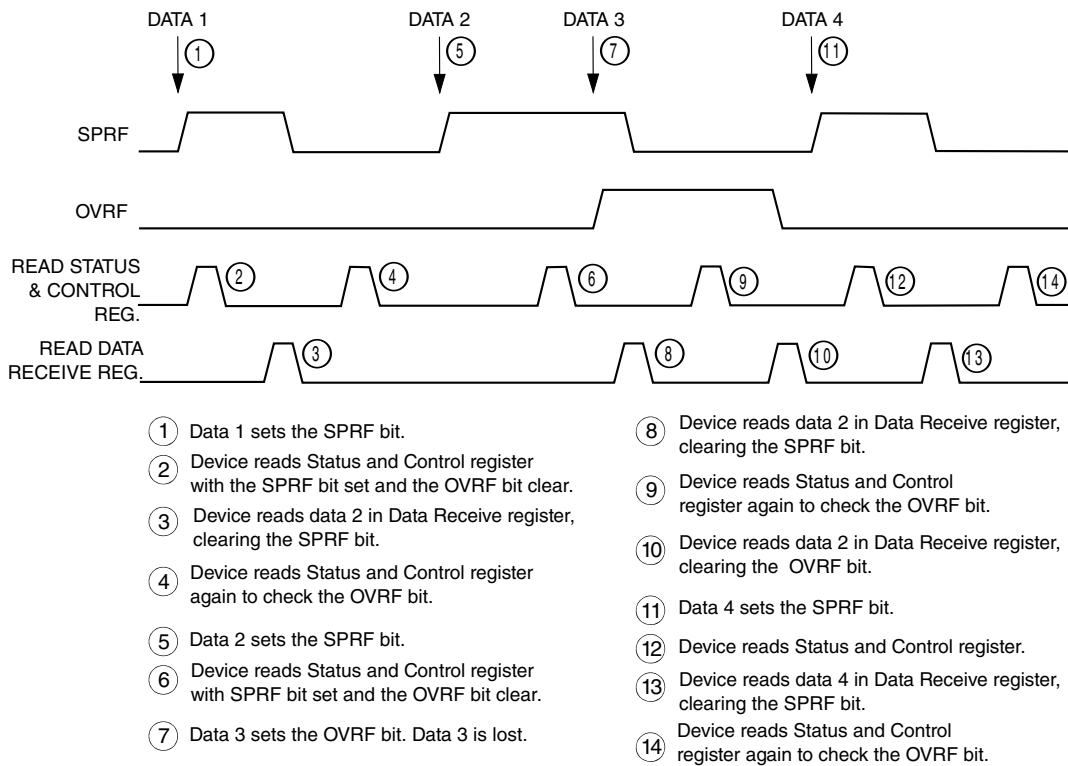 DATA 1 DATA 2 DATA 3 DATA 4
1 5 7 11
SPRF
OVRF
READ STATUS
& CONTROL
REG.
2 4 6 9 12 14
READ DATA
RECEIVE REG.
3 8 10 13
1 Data 1 sets the SPRF bit.
2 Device reads Status and Control register
with the SPRF bit set and the OVRF bit clear.
3 Device reads data 2 in Data Receive register,
clearing the SPRF bit.
4 Device reads Status and Control register
again to check the OVRF bit.
5 Data 2 sets the SPRF bit.
6 Device reads Status and Control register
with SPRF bit set and the OVRF bit clear.
7 Data 3 sets the OVRF bit. Data 3 is lost.
8 Device reads data 2 in Data Receive register,
clearing the SPRF bit.
9 Device reads Status and Control
register again to check the OVRF bit.
10 Device reads data 2 in Data Receive register,
clearing the OVRF bit.
11 Data 4 sets the SPRF bit.
12 Device reads Status and Control register.
13 Device reads data 4 in Data Receive register,
clearing the SPRF bit.
14 Device reads Status and Control
register again to check the OVRF bit.